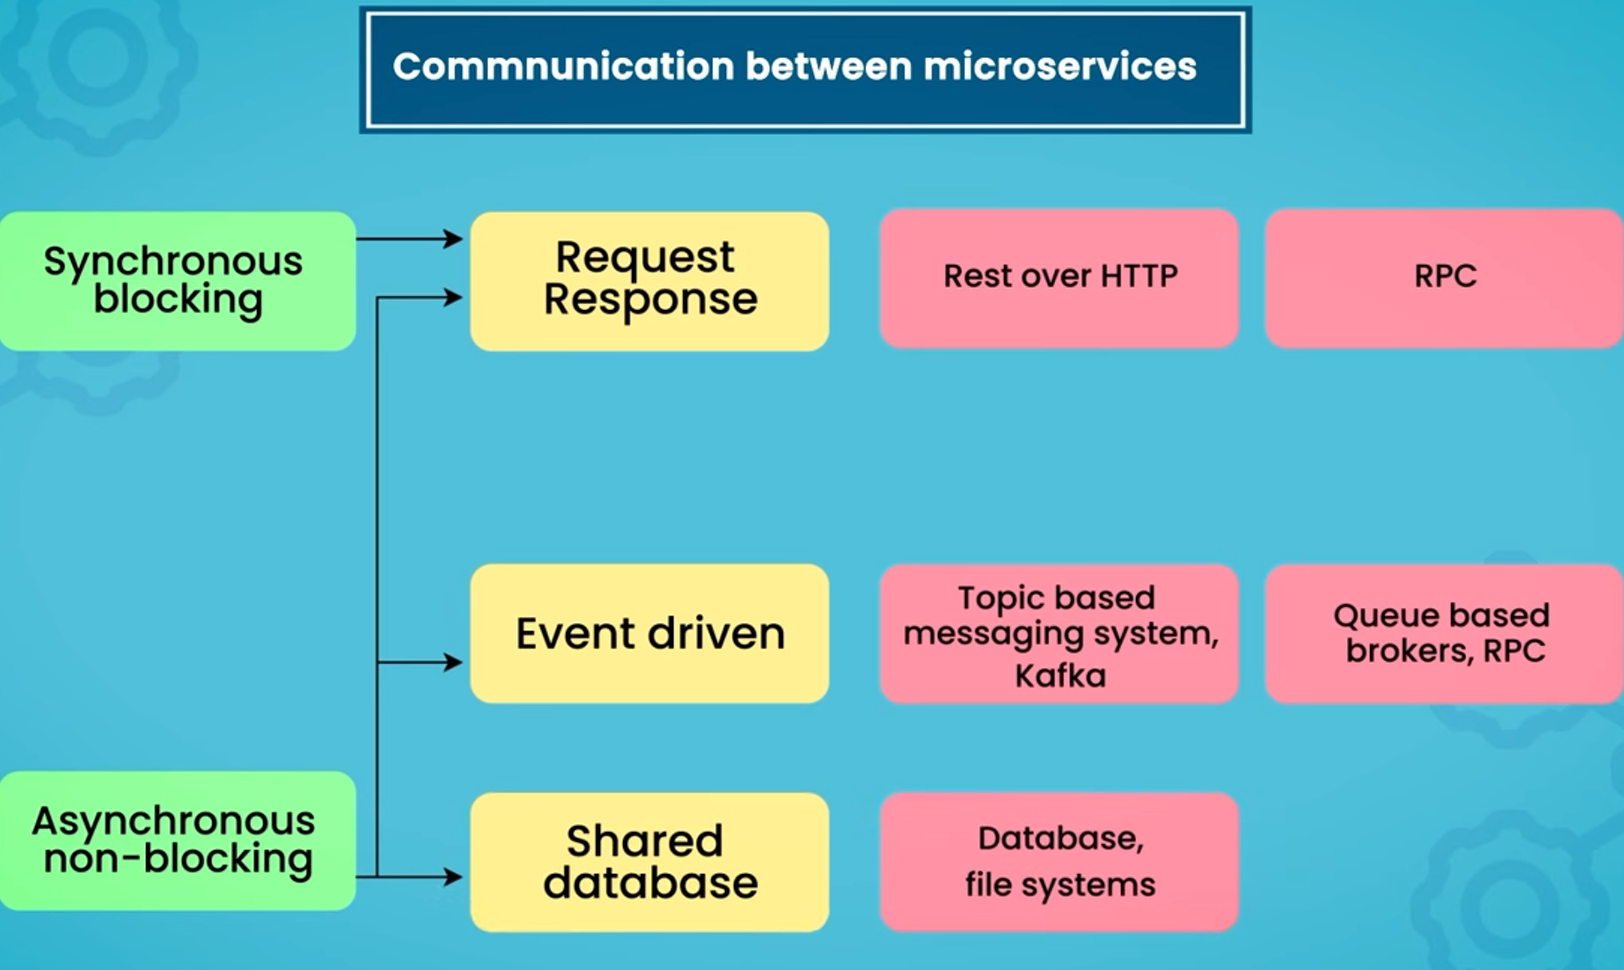 Commnunication between microservices
Synchronous
blocking
Request
Response
Rest over HTTP
RPC
Event driven
Topic based
messaging system,
Kafka
Queue based
brokers, RPC
Asynchronous
non-blocking
Shared
database
Database,
file systems